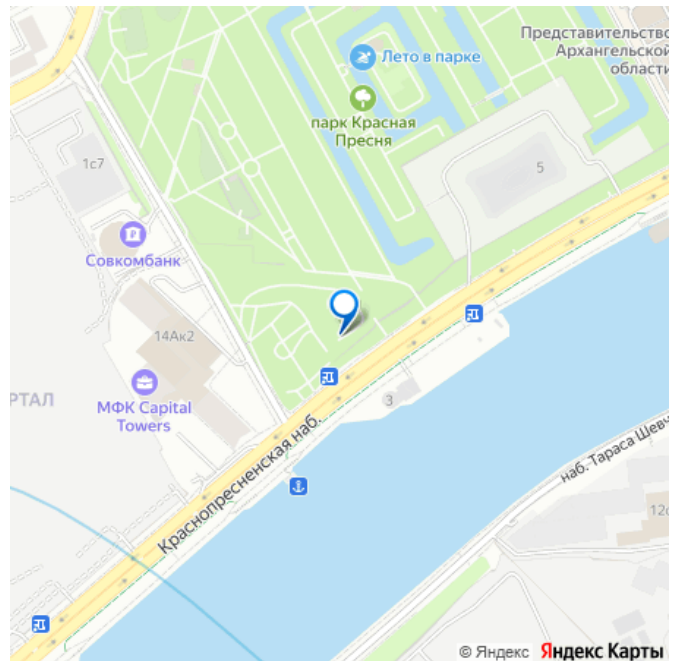 Представительство
Архангельской
области
Лето в парке
парк Красная
Пресня
1с7
5
Совкомбанк
14Ак2
МФК Capital
Towers
РТАЛ
3
Краснопресненская наб.
наб. Тараса Шевч
12с
© Яндекс Яндекс Карты